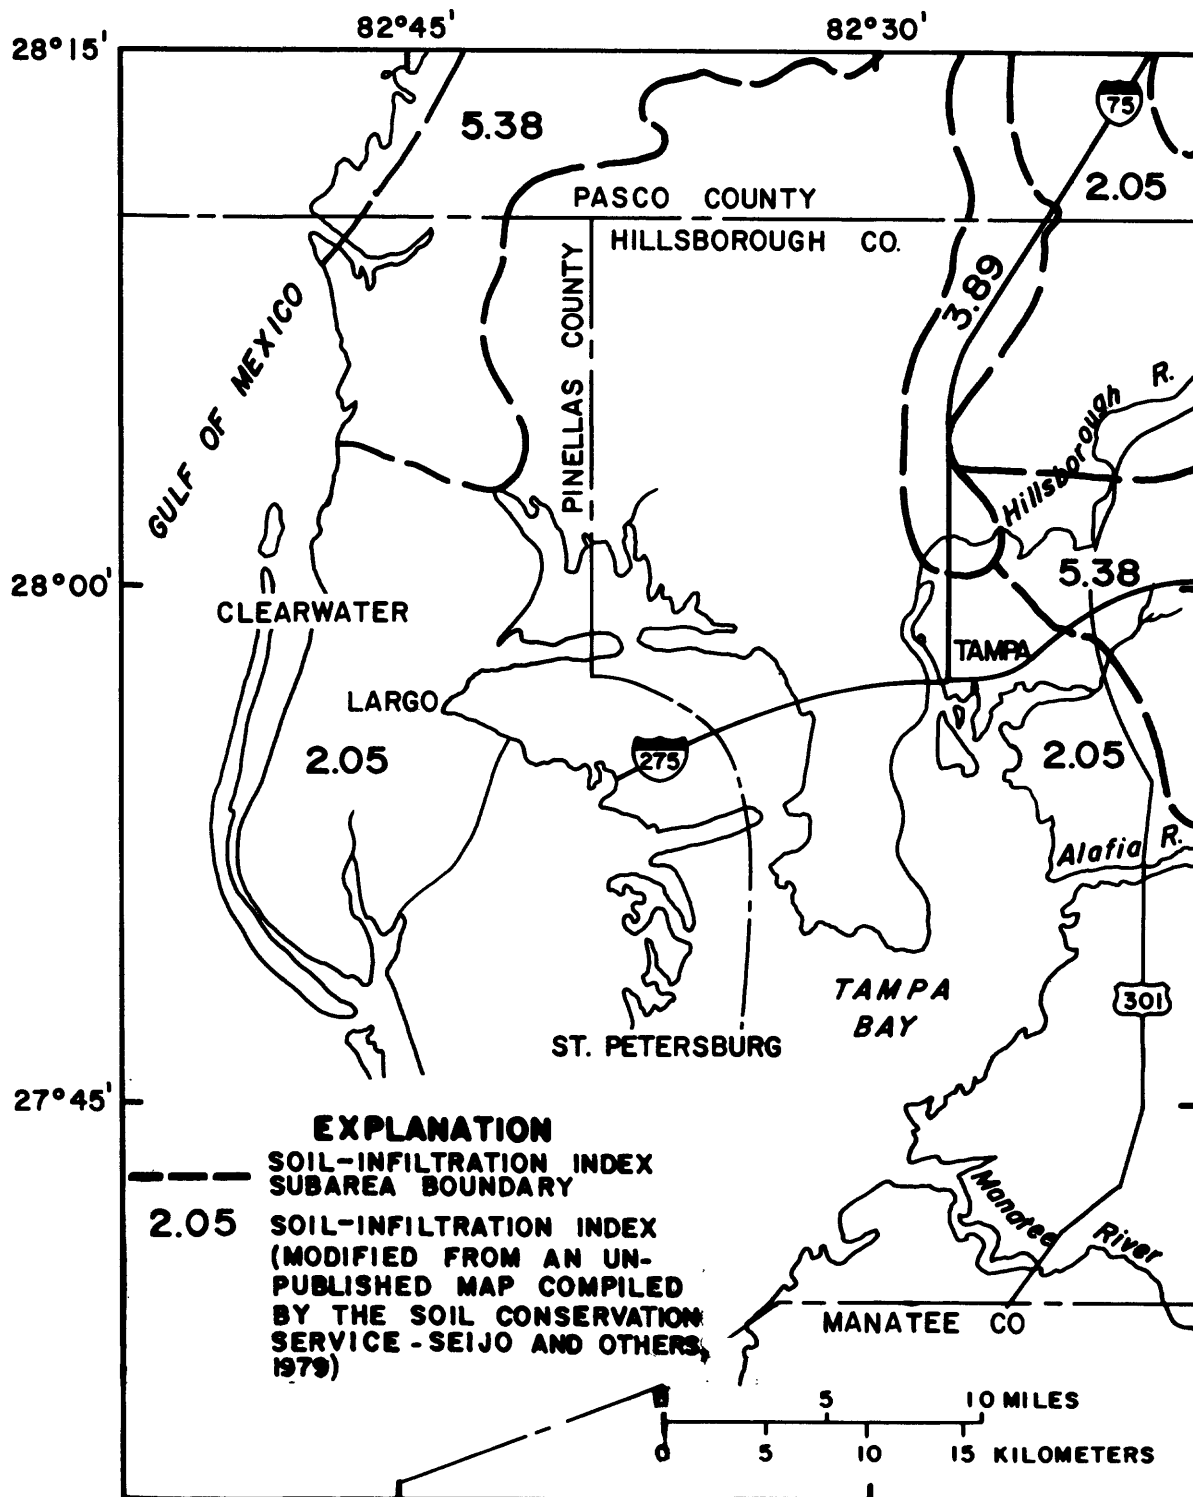 82°45'
82°30'
28°15'
75
5.38
2.05
PASCO COUNTY
HILLSBOROUGH CO.
PINELLAS COUNTY
3.89
GULF OF MEXICO
Hillsborough R.
28°00'
5.38
CLEARWATER
TAMPA
LARGO
2.05
275
2.05
Alafia R.
TAMPA
BAY
301
ST. PETERSBURG
27°45'
EXPLANATION
SOIL-INFILTRATION INDEX
SUBAREA BOUNDARY
2.05 SOIL-INFILTRATION INDEX
(MODIFIED FROM AN UN-
PUBLISHED MAP COMPILED
BY THE SOIL CONSERVATION
SERVICE-SEIJO AND OTHERS,
1979)
Manatee River
MANATEE CO
5 10 MILES
0 5 10 15 KILOMETERS